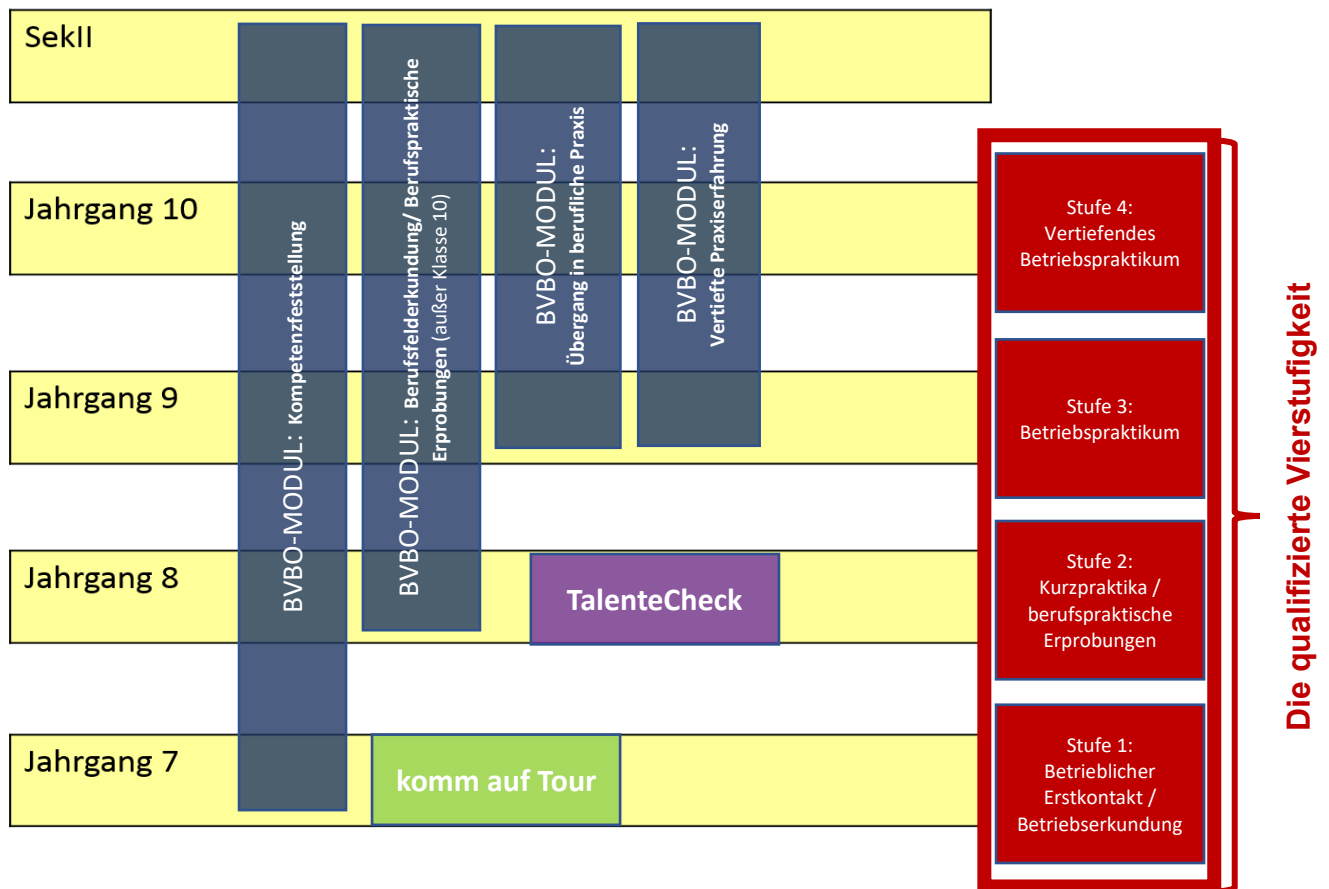 SekII
Jahrgang 10
Jahrgang 9
Jahrgang 8
Jahrgang 7
BVBO-MODUL: Kompetenzfeststellung
BVBO-MODUL: Berufsfelderkundung/ Berufspraktische
Erprobungen (außer Klasse 10)
BVBO-MODUL:
Übergang in berufliche Praxis
BVBO-MODUL:
Vertiefte Praxiserfahrung
TalenteCheck
komm auf Tour
Stufe 4:
Vertiefendes
Betriebspraktikum
Stufe 3:
Betriebspraktikum
Stufe 2:
Kurzpraktika /
berufspraktische
Erprobungen
Stufe 1:
Betrieblicher
Erstkontakt /
Betriebserkundung
Die qualifizierte Vierstufigkeit